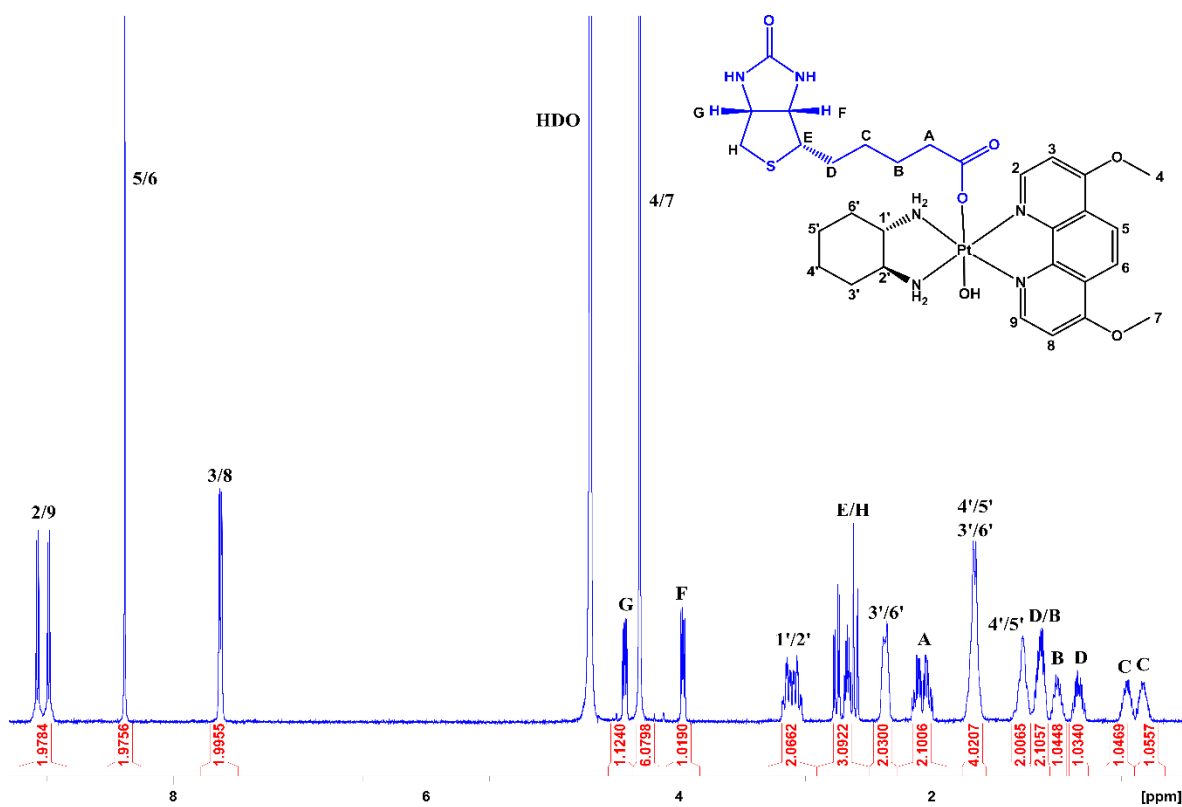 O
HN
NH
G
H
H
F
E
C
A
O
H
S
D
B
O
3
2
O
4
6'
H₂
N
5'
1'
N
5
Pt
4'
2'
N
6
3'
N
H₂
OH
9
8
O
7
HDO
5/6
4/7
2/9
3/8
G
F
1'/2'
E/H
3'/6'
A
4'/5'
3'/6'
4'/5'
D/B
B
D
C
C
1.9784
1.9756
1.9955
1.1240
6.0798
1.0190
2.0662
3.0922
2.0300
2.1006
4.0207
2.0065
2.1057
1.0448
1.0340
1.0469
1.0557
8
6
4
2
[ppm]